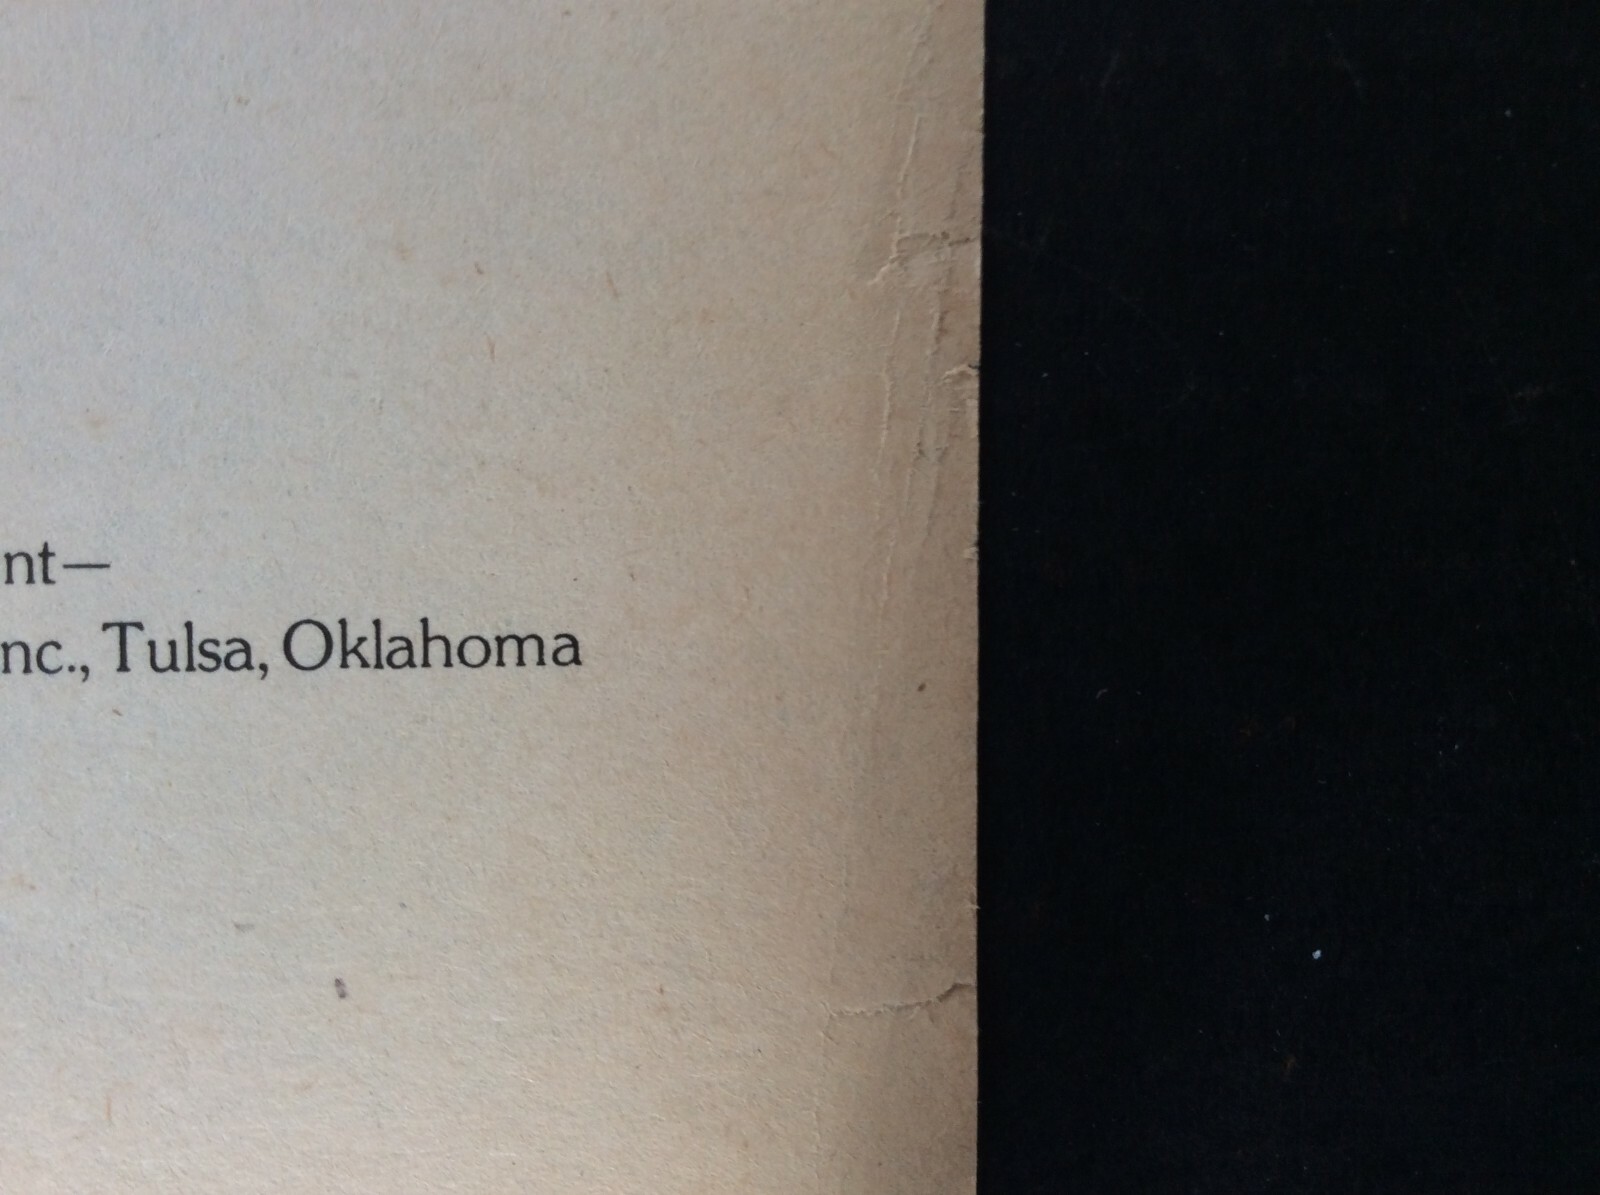 nt—
nc., Tulsa, Oklahoma